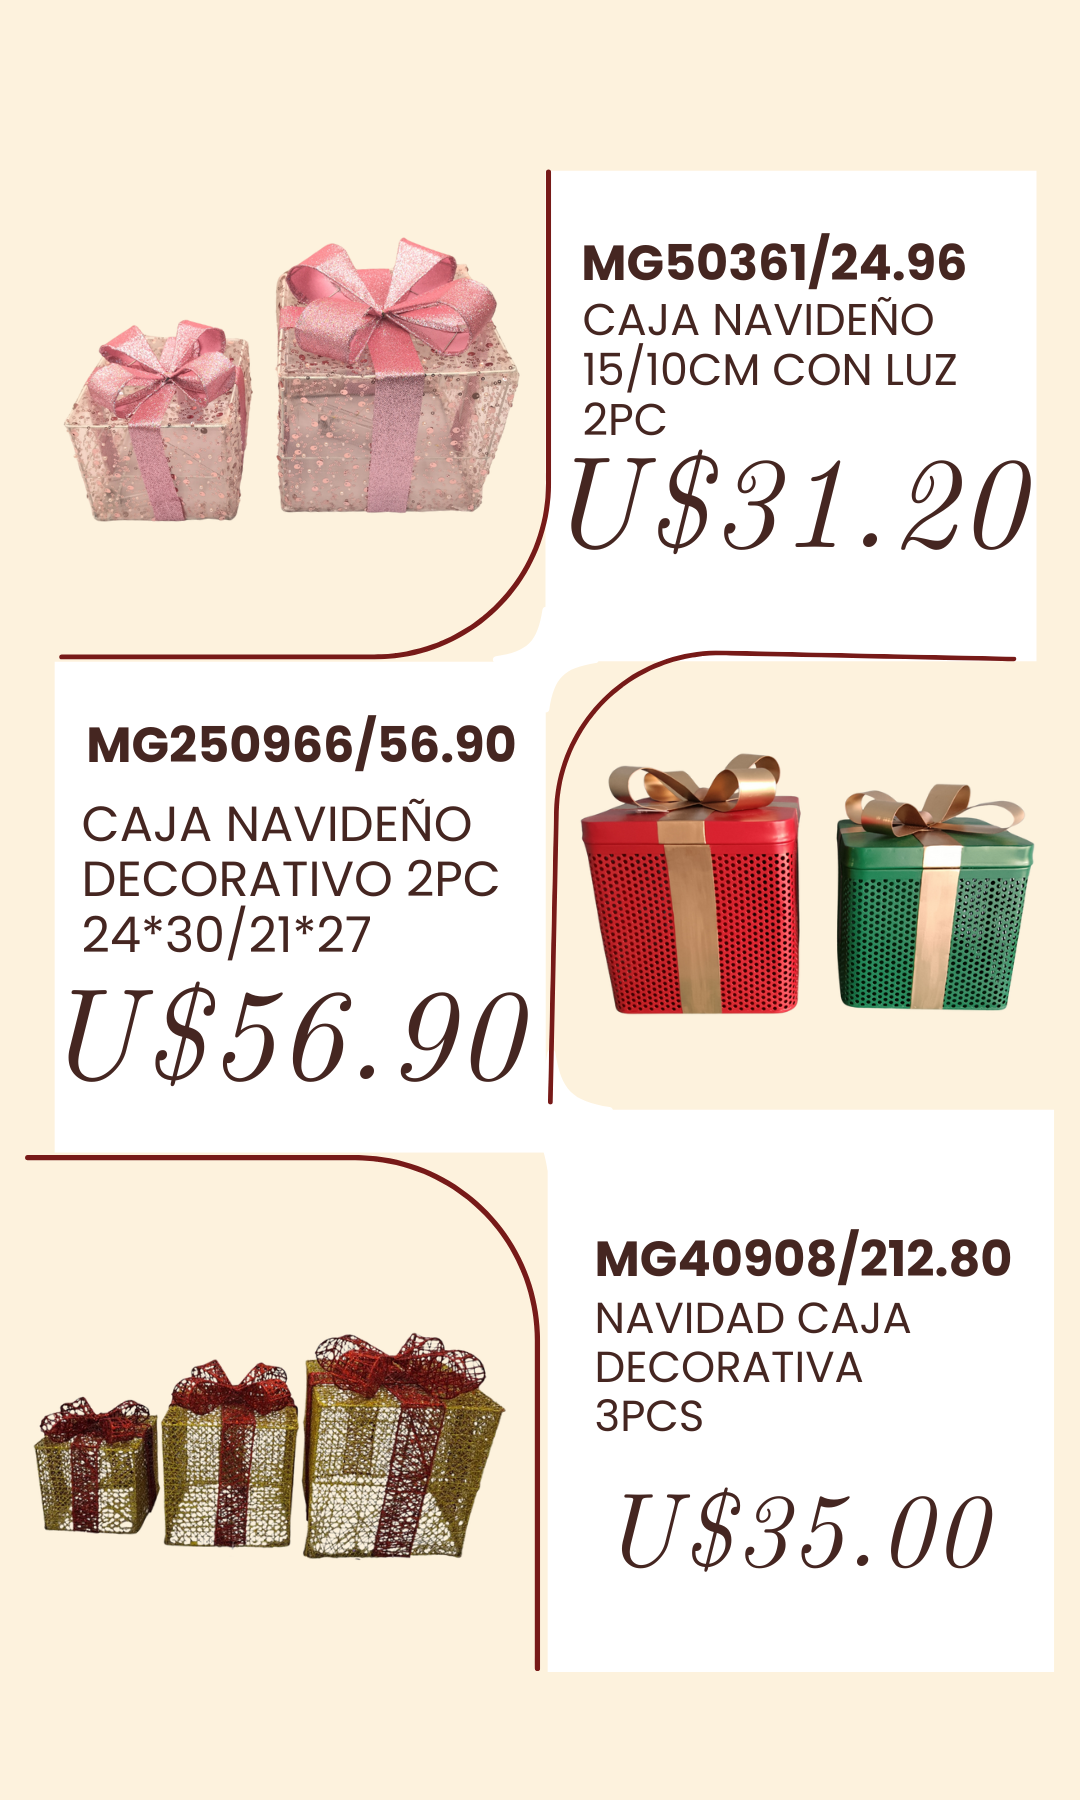 MG50361/24.96
CAJA NAVIDEÑO
15/10CM CON LUZ
2PC
U$31.20
MG250966/56.90
CAJA NAVIDEÑO
DECORATIVO 2PC
24*30/21*27
U$56.90
MG40908/212.80
NAVIDAD CAJA
DECORATIVA
3PCS
U$35.00